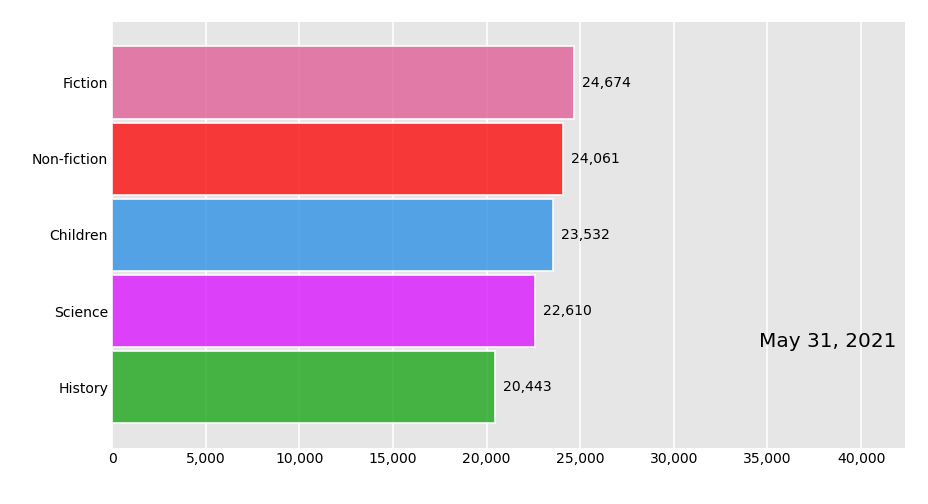 Fiction 24,674
Non-fiction 24,061
Children 23,532
Science 22,610
May 31, 2021
History 20,443
0 5,000 10,000 15,000 20,000 25,000 30,000 35,000 40,000